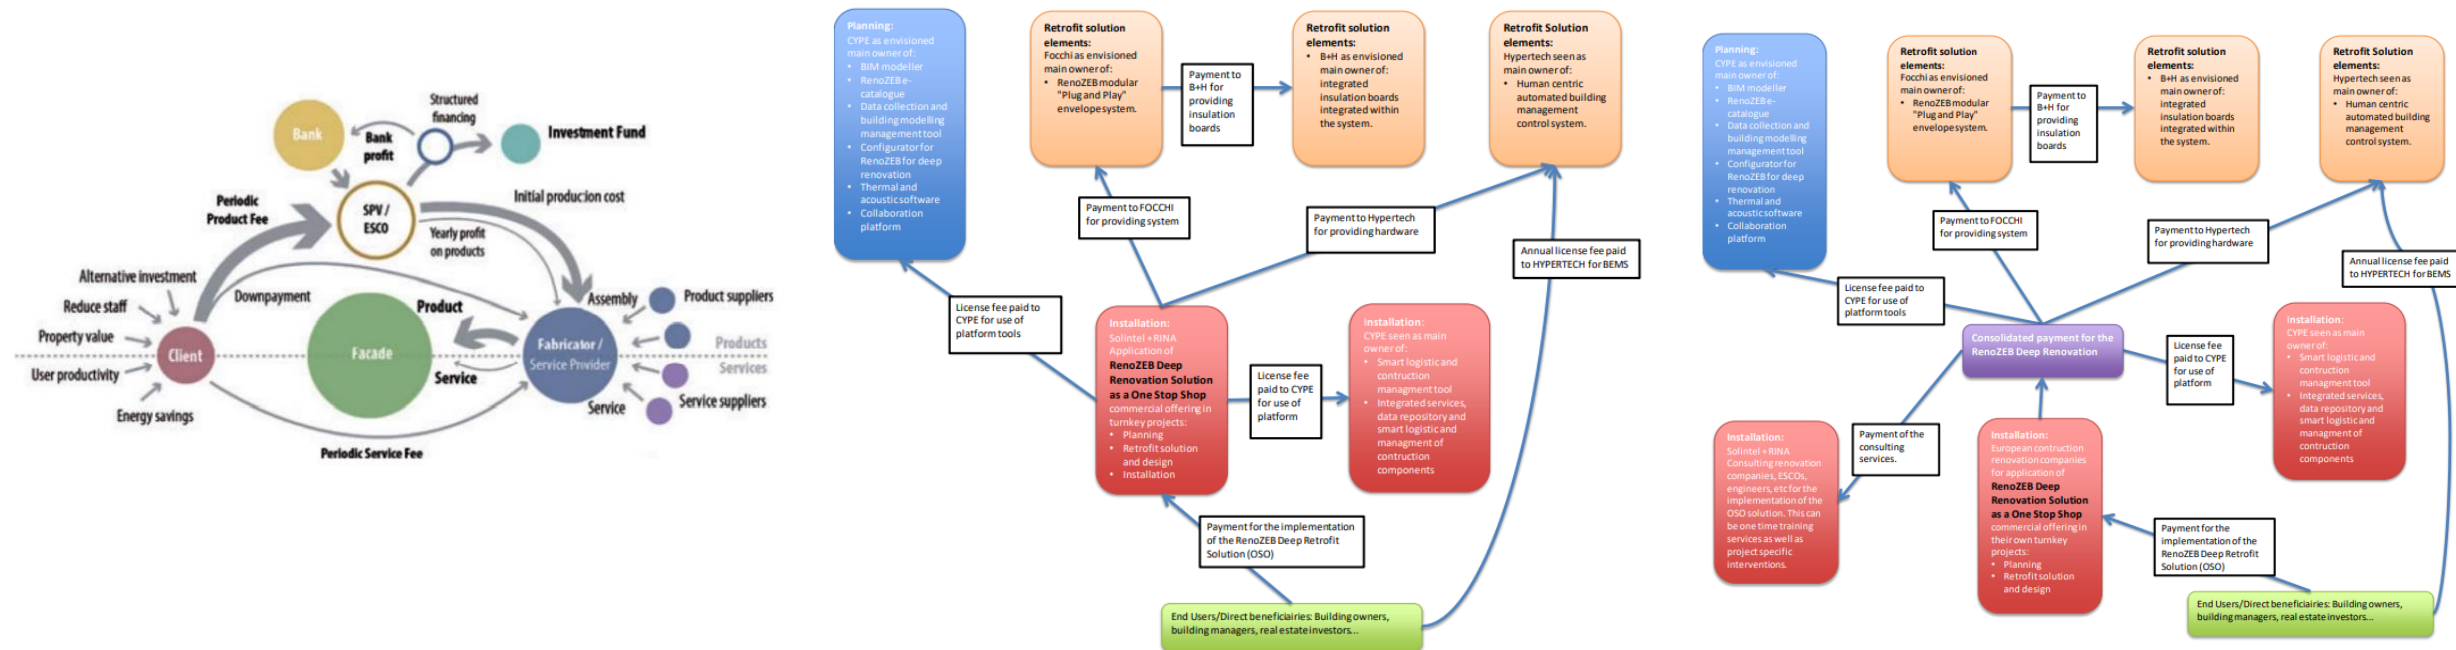 Bank
Bank
profit
Structured
financing
Investment Fund
Periodic
Product Fee
SPV /
ESCO
Initial production cost
Yearly profit
on products
Alternative investment
Reduce staff
Property value
User productivity
Energy savings
Client
Downpayment
Facade
Product
Service
Assembly
Fabricator /
Service Provider
Service
Product suppliers
Products
Services
Service suppliers
Periodic Service Fee
Planning:
CYPE as envisioned
main owner of:
• BIM modeller
• RenoZEB e-
catalogue
• Data collection and
building modelling
management tool
• Configurator for
RenoZEB for deep
renovation
• Thermal and
acoustic software
• Collaboration
platform
Retrofit solution
elements:
Focchi as envisioned
main owner of:
• RenoZEB modular
"Plug and Play"
envelope system.
Payment to
B+H for
providing
insulation
boards
Retrofit solution
elements:
• B+H as envisioned
main owner of:
integrated
insulation boards
integrated within
the system.
Retrofit Solution
elements:
Hypertech seen as
main owner of:
• Human centric
automated building
management
control system.
Payment to FOCCHI
for providing system
Payment to Hypertech
for providing hardware
Annual license fee paid
to HYPERTECH for BEMS
License fee paid to
CYPE for use of
platform tools
Installation:
Solintel + RINA
Application of
RenoZEB Deep
Renovation Solution
as a One Stop Shop
commercial offering in
turnkey projects:
• Planning
• Retrofit solution
and design
• Installation
License fee
paid to CYPE
for use of
platform
Installation:
CYPE seen as main
owner of:
• Smart logistic and
contruction
managment tool
• Integrated services,
data repository and
smart logistic and
managment of
contruction
components
Payment for the implementation
of the RenoZEB Deep Retrofit
Solution (OSO)
End Users/Direct beneficiairies: Building owners,
building managers, real estate investors...
Planning:
CYPE as envisioned
main owner of:
• BIM modeller
• RenoZEB e-
catalogue
• Data collection and
building modelling
management tool
• Configurator for
RenoZEB for deep
renovation
• Thermal and
acoustic software
• Collaboration
platform
Retrofit solution
elements:
Focchi as envisioned
main owner of:
• RenoZEB modular
"Plug and Play"
envelope system.
Payment to
B+H for
providing
insulation
boards
Retrofit solution
elements:
• B+H as envisioned
main owner of:
integrated
insulation boards
integrated within
the system.
Retrofit Solution
elements:
Hypertech seen as
main owner of:
• Human centric
automated building
management
control system.
Payment to FOCCHI
for providing system
Payment to Hypertech
for providing hardware
Annual license fee paid
to HYPERTECH for BEMS
License fee paid to
CYPE for use of
platform tools
Consolidated payment for the
RenoZEB Deep Renovation
License fee
paid to CYPE
for use of
platform
Installation:
CYPE seen as main
owner of:
• Smart logistic and
contruction
managment tool
• Integrated services,
data repository and
smart logistic and
managment of
contruction
components
Installation:
Solintel + RINA
Consulting renovation
companies, ESCOs,
engineers, etc for the
implementation of the
OSO solution. This can
be one time training
services as well as
project specific
interventions.
Payment of the
consulting
services.
Installation:
European contruction
renovation companies
for application of
RenoZEB Deep
Renovation Solution
as a One Stop Shop
commercial offering in
their own turnkey
projects:
• Planning
• Retrofit solution
and design
Payment for the
implementation of the
RenoZEB Deep Retrofit
Solution (OSO)
End Users/Direct beneficiairies: Building owners,
building managers, real estate investors...